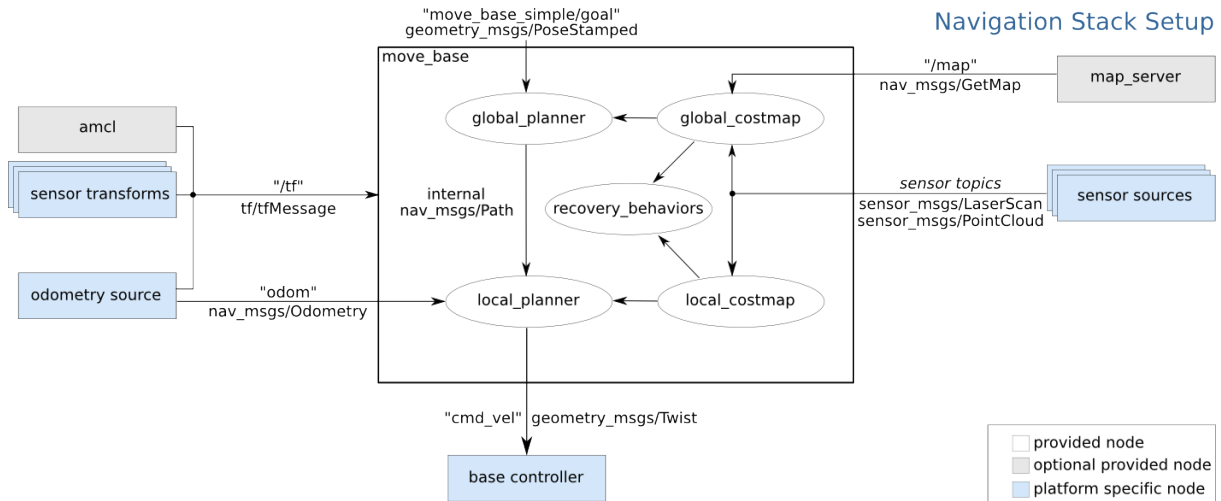 Navigation Stack Setup
"move_base_simple/goal"
geometry_msgs/PoseStamped
move_base
"/map"
nav_msgs/GetMap
map_server
amcl
global_planner
global_costmap
sensor transforms
"/tf"
tf/tfMessage
internal
nav_msgs/Path
recovery_behaviors
sensor topics
sensor_msgs/LaserScan
sensor_msgs/PointCloud
sensor sources
odometry source
"odom"
nav_msgs/Odometry
local_planner
local_costmap
"cmd_vel" geometry_msgs/Twist
base controller
provided node
optional provided node
platform specific node